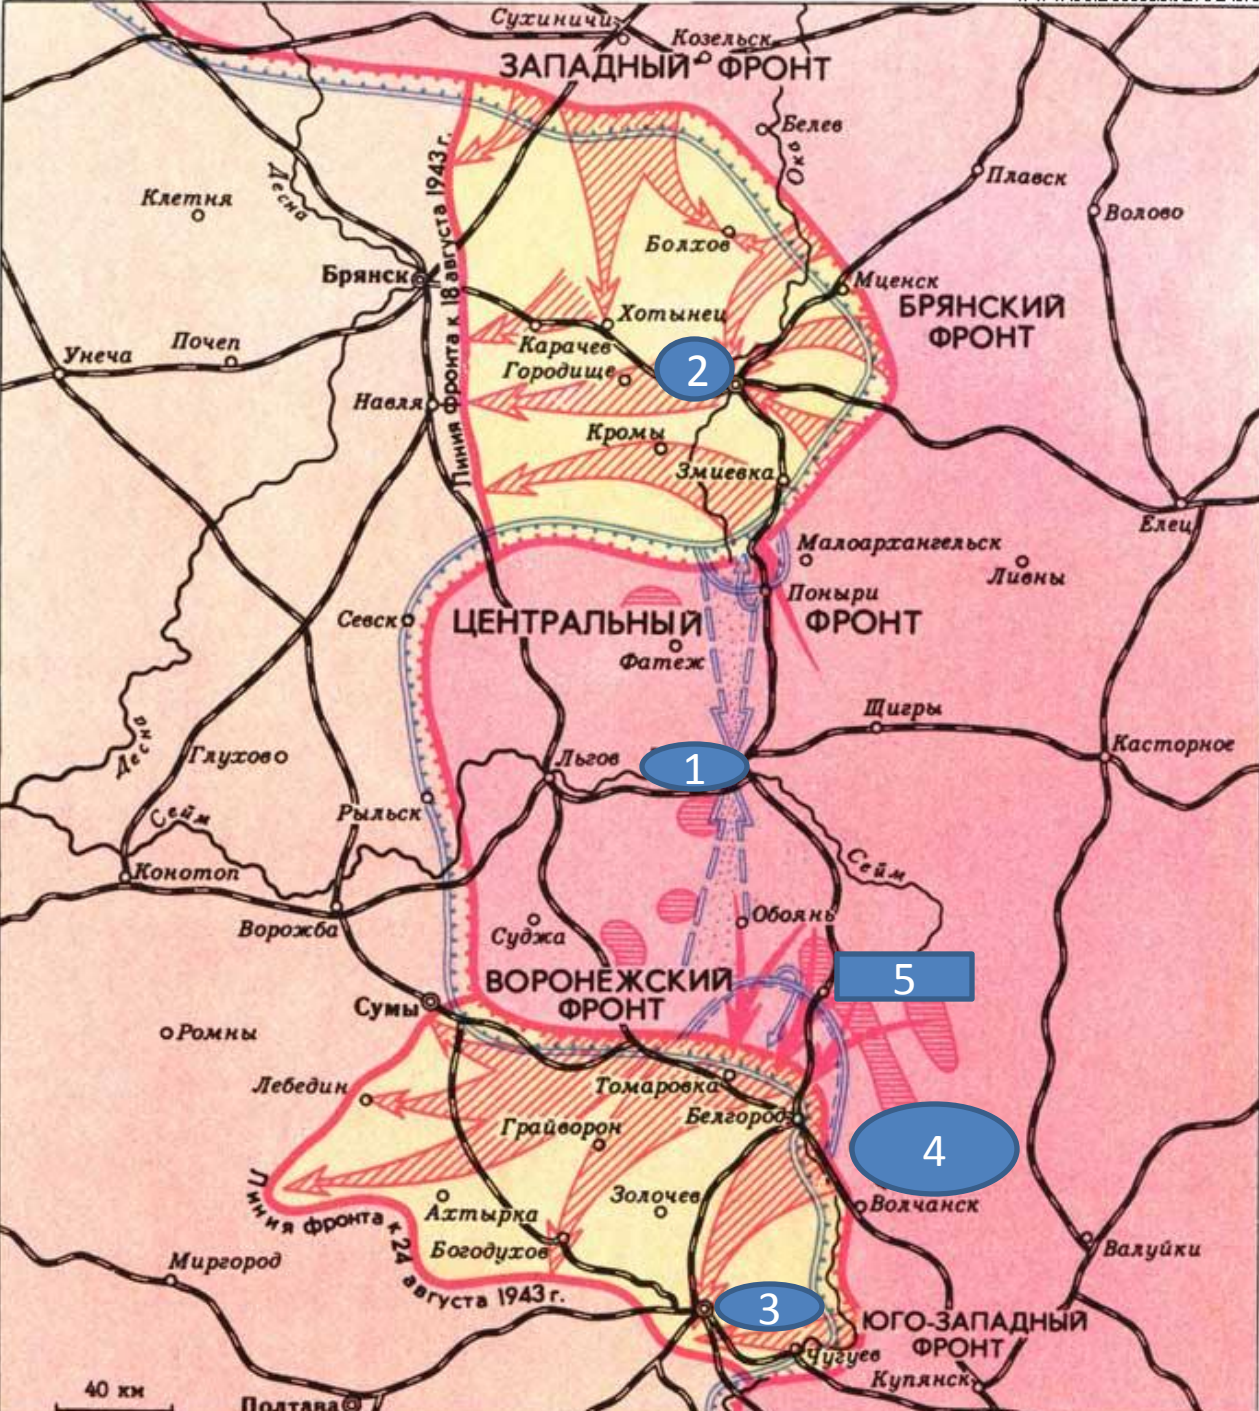 Сухиничи
Козельск
ЗАПАДНЫЙ ФРОНТ
Белев
Ока
Десна
Плавск
Клетня
Волово
Болхов
Линия фронта к 18 августа 1943 г.
Брянск
Мценск
БРЯНСКИЙ
ФРОНТ
Хотынец
Карачев
Унеча
Почеп
2
Городище
Навля
Кромы
Змиевка
Елец
Малоархангельск
Ливны
Поныри
Севск
ЦЕНТРАЛЬНЫЙ ФРОНТ
Фатеж
Щигры
Десна
Глухов
Льгов
1
Касторное
Рыльск
Сейм
Сейм
Конотоп
Обоянь
Ворожба
Суджа
5
ВОРОНЕЖСКИЙ
ФРОНТ
Сумы
Ромны
Лебедин
Томаровка
Белгород
Грайворон
4
Золочев
Волчанск
Линия фронта к 24 августа 1943 г.
Ахтырка
Богодухов
Валуйки
Миргород
3
ЮГО-ЗАПАДНЫЙ
ФРОНТ
Чугуев
Купянск
40 км
Полтава